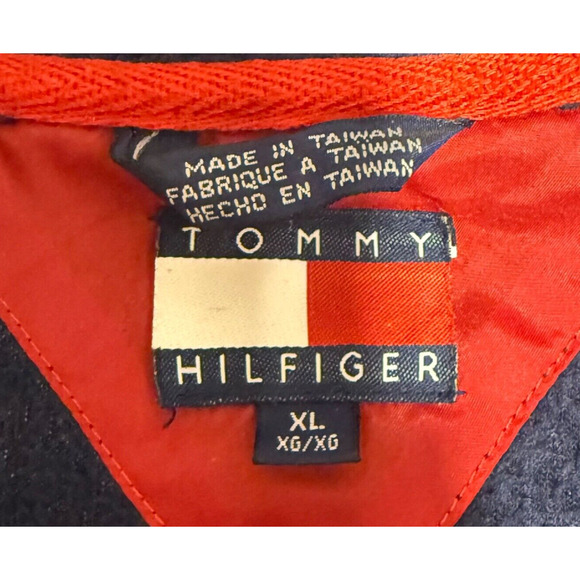 MADE IN TAIWAN
FABRIQUE A TAIWAN
HECHO EN TAIWAN
TOMMY
HILFIGER
XL
XG/XG